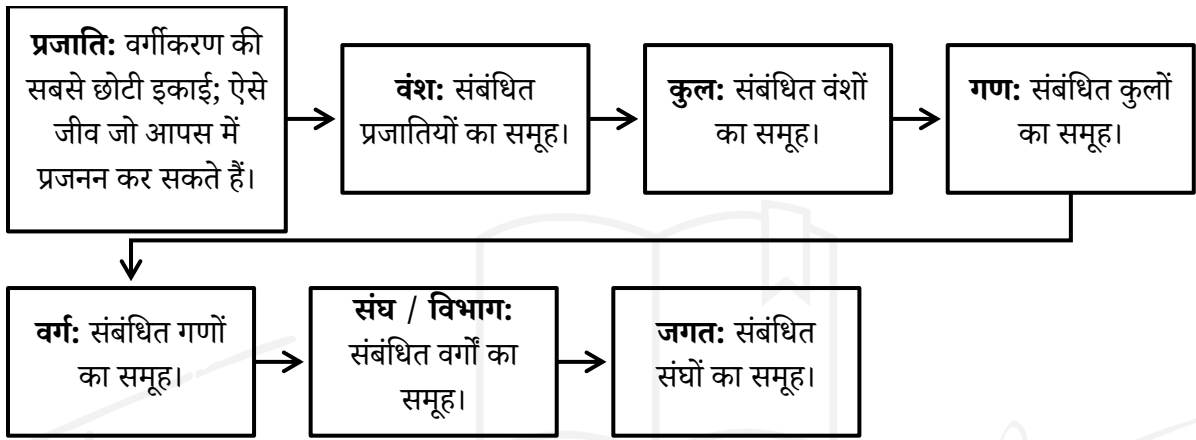 प्रजाति: वर्गीकरण की
सबसे छोटी इकाई; ऐसे
जीव जो आपस में
प्रजनन कर सकते हैं।
वंश: संबंधित
प्रजातियों का समूह।
कुल: संबंधित वंशों
का समूह।
गण: संबंधित कुलों
का समूह।
वर्ग: संबंधित गणों
का समूह।
संघ / विभाग:
संबंधित वर्गों का
समूह।
जगत: संबंधित
संघों का समूह।